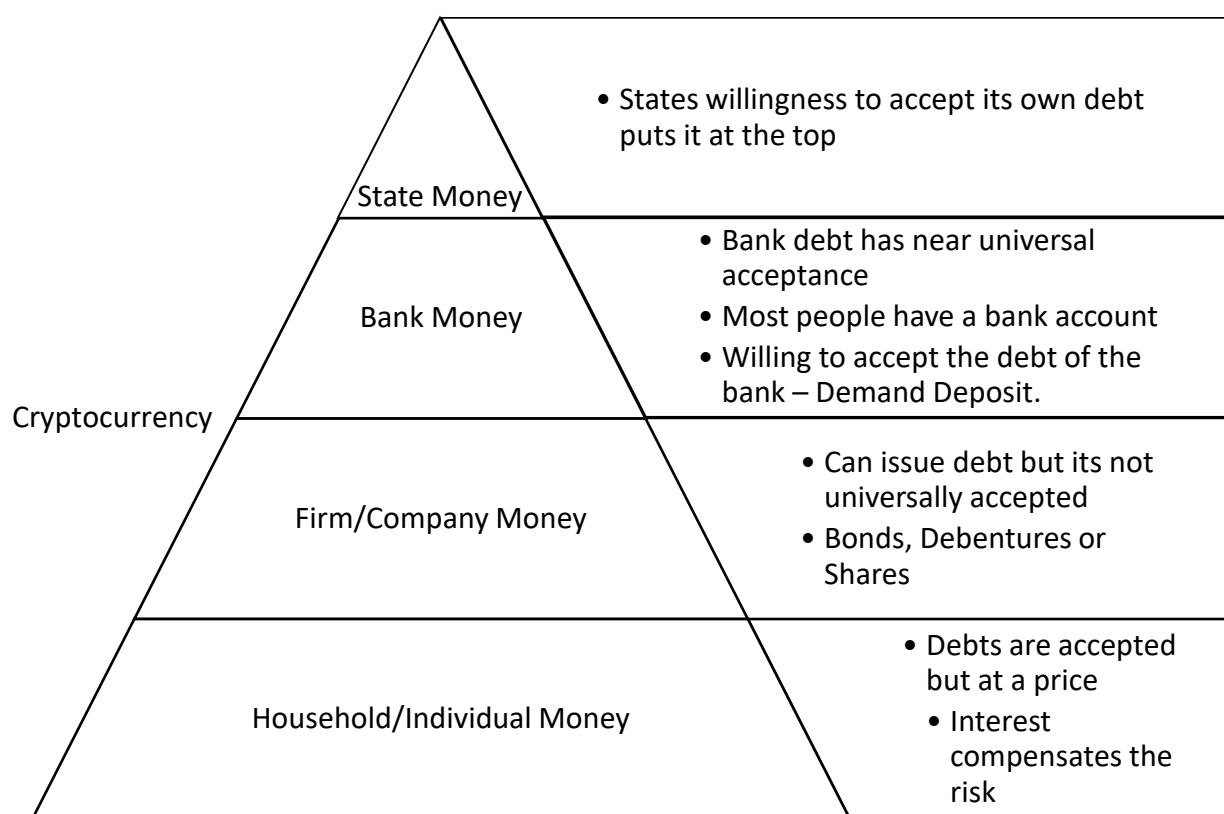 • States willingness to accept its own debt
puts it at the top
State Money
• Bank debt has near universal
acceptance
• Most people have a bank account
• Willing to accept the debt of the
bank – Demand Deposit.
Bank Money
Cryptocurrency
• Can issue debt but its not
universally accepted
• Bonds, Debentures or
Shares
Firm/Company Money
• Debts are accepted
but at a price
• Interest
compensates the
risk
Household/Individual Money